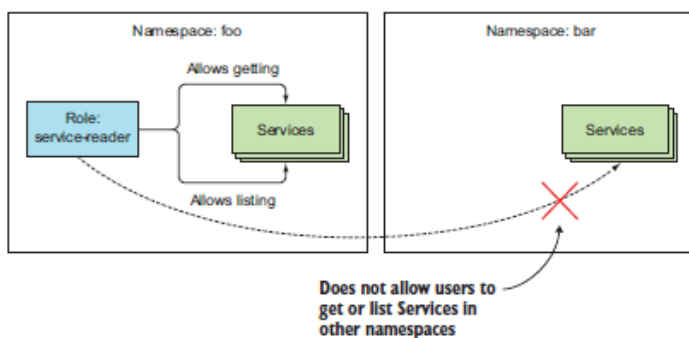 Namespace: foo
Namespace: bar
Allows getting
Role:
service-reader
Services
Services
Allows listing
Does not allow users to
get or list Services in
other namespaces